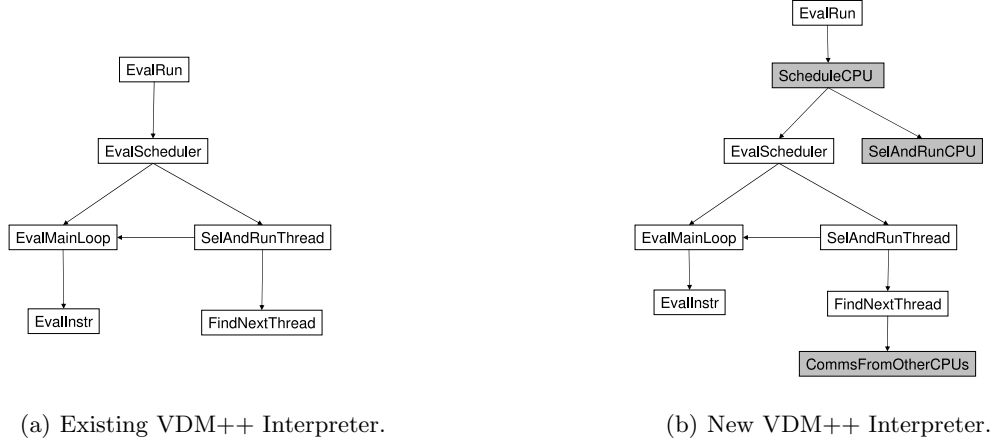 EvalRun
EvalScheduler
EvalMainLoop
SelAndRunThread
EvalInstr
FindNextThread
(a) Existing VDM++ Interpreter.
EvalRun
ScheduleCPU
EvalScheduler
SelAndRunCPU
EvalMainLoop
SelAndRunThread
EvalInstr
FindNextThread
CommsFromOtherCPUs
(b) New VDM++ Interpreter.